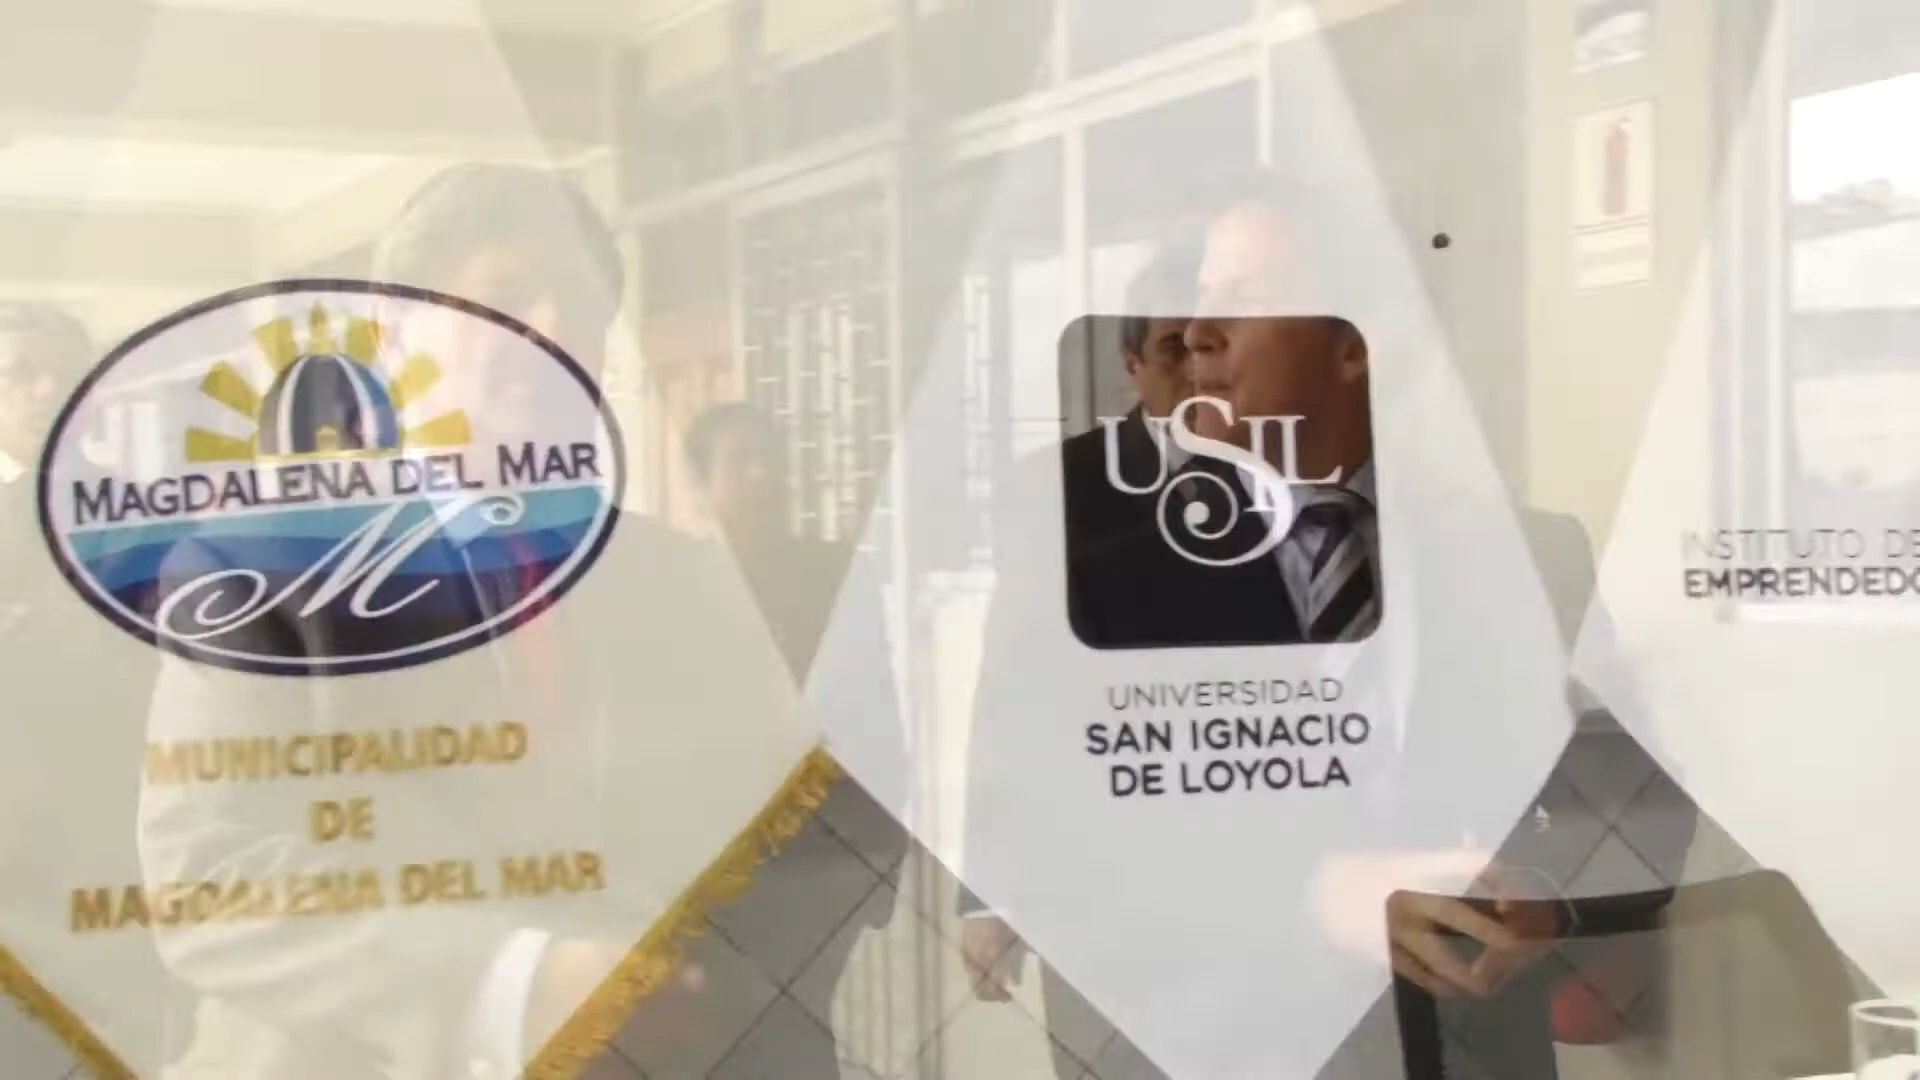 MAGDALENA DEL MAR
M
MUNICIPALIDAD
DE
MAGDALENA DEL MAR
USIL
UNIVERSIDAD
SAN IGNACIO
DE LOYOLA
INSTITUTO DE
EMPRENDEDO